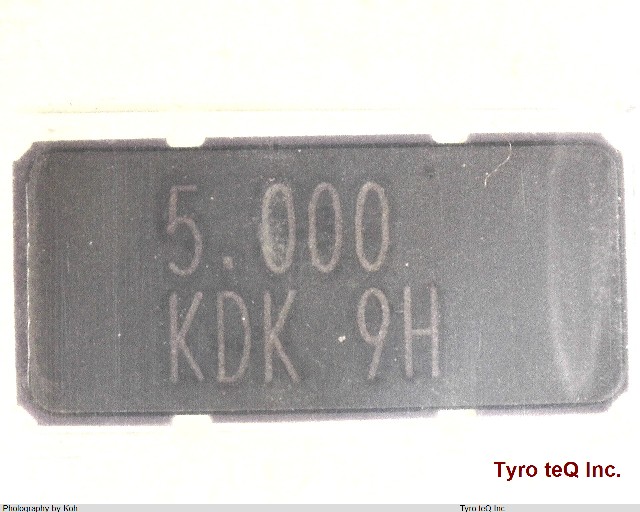 5.000
KDK 9H
Tyro teQ Inc.
Photography by Koh
Tyro teQ Inc